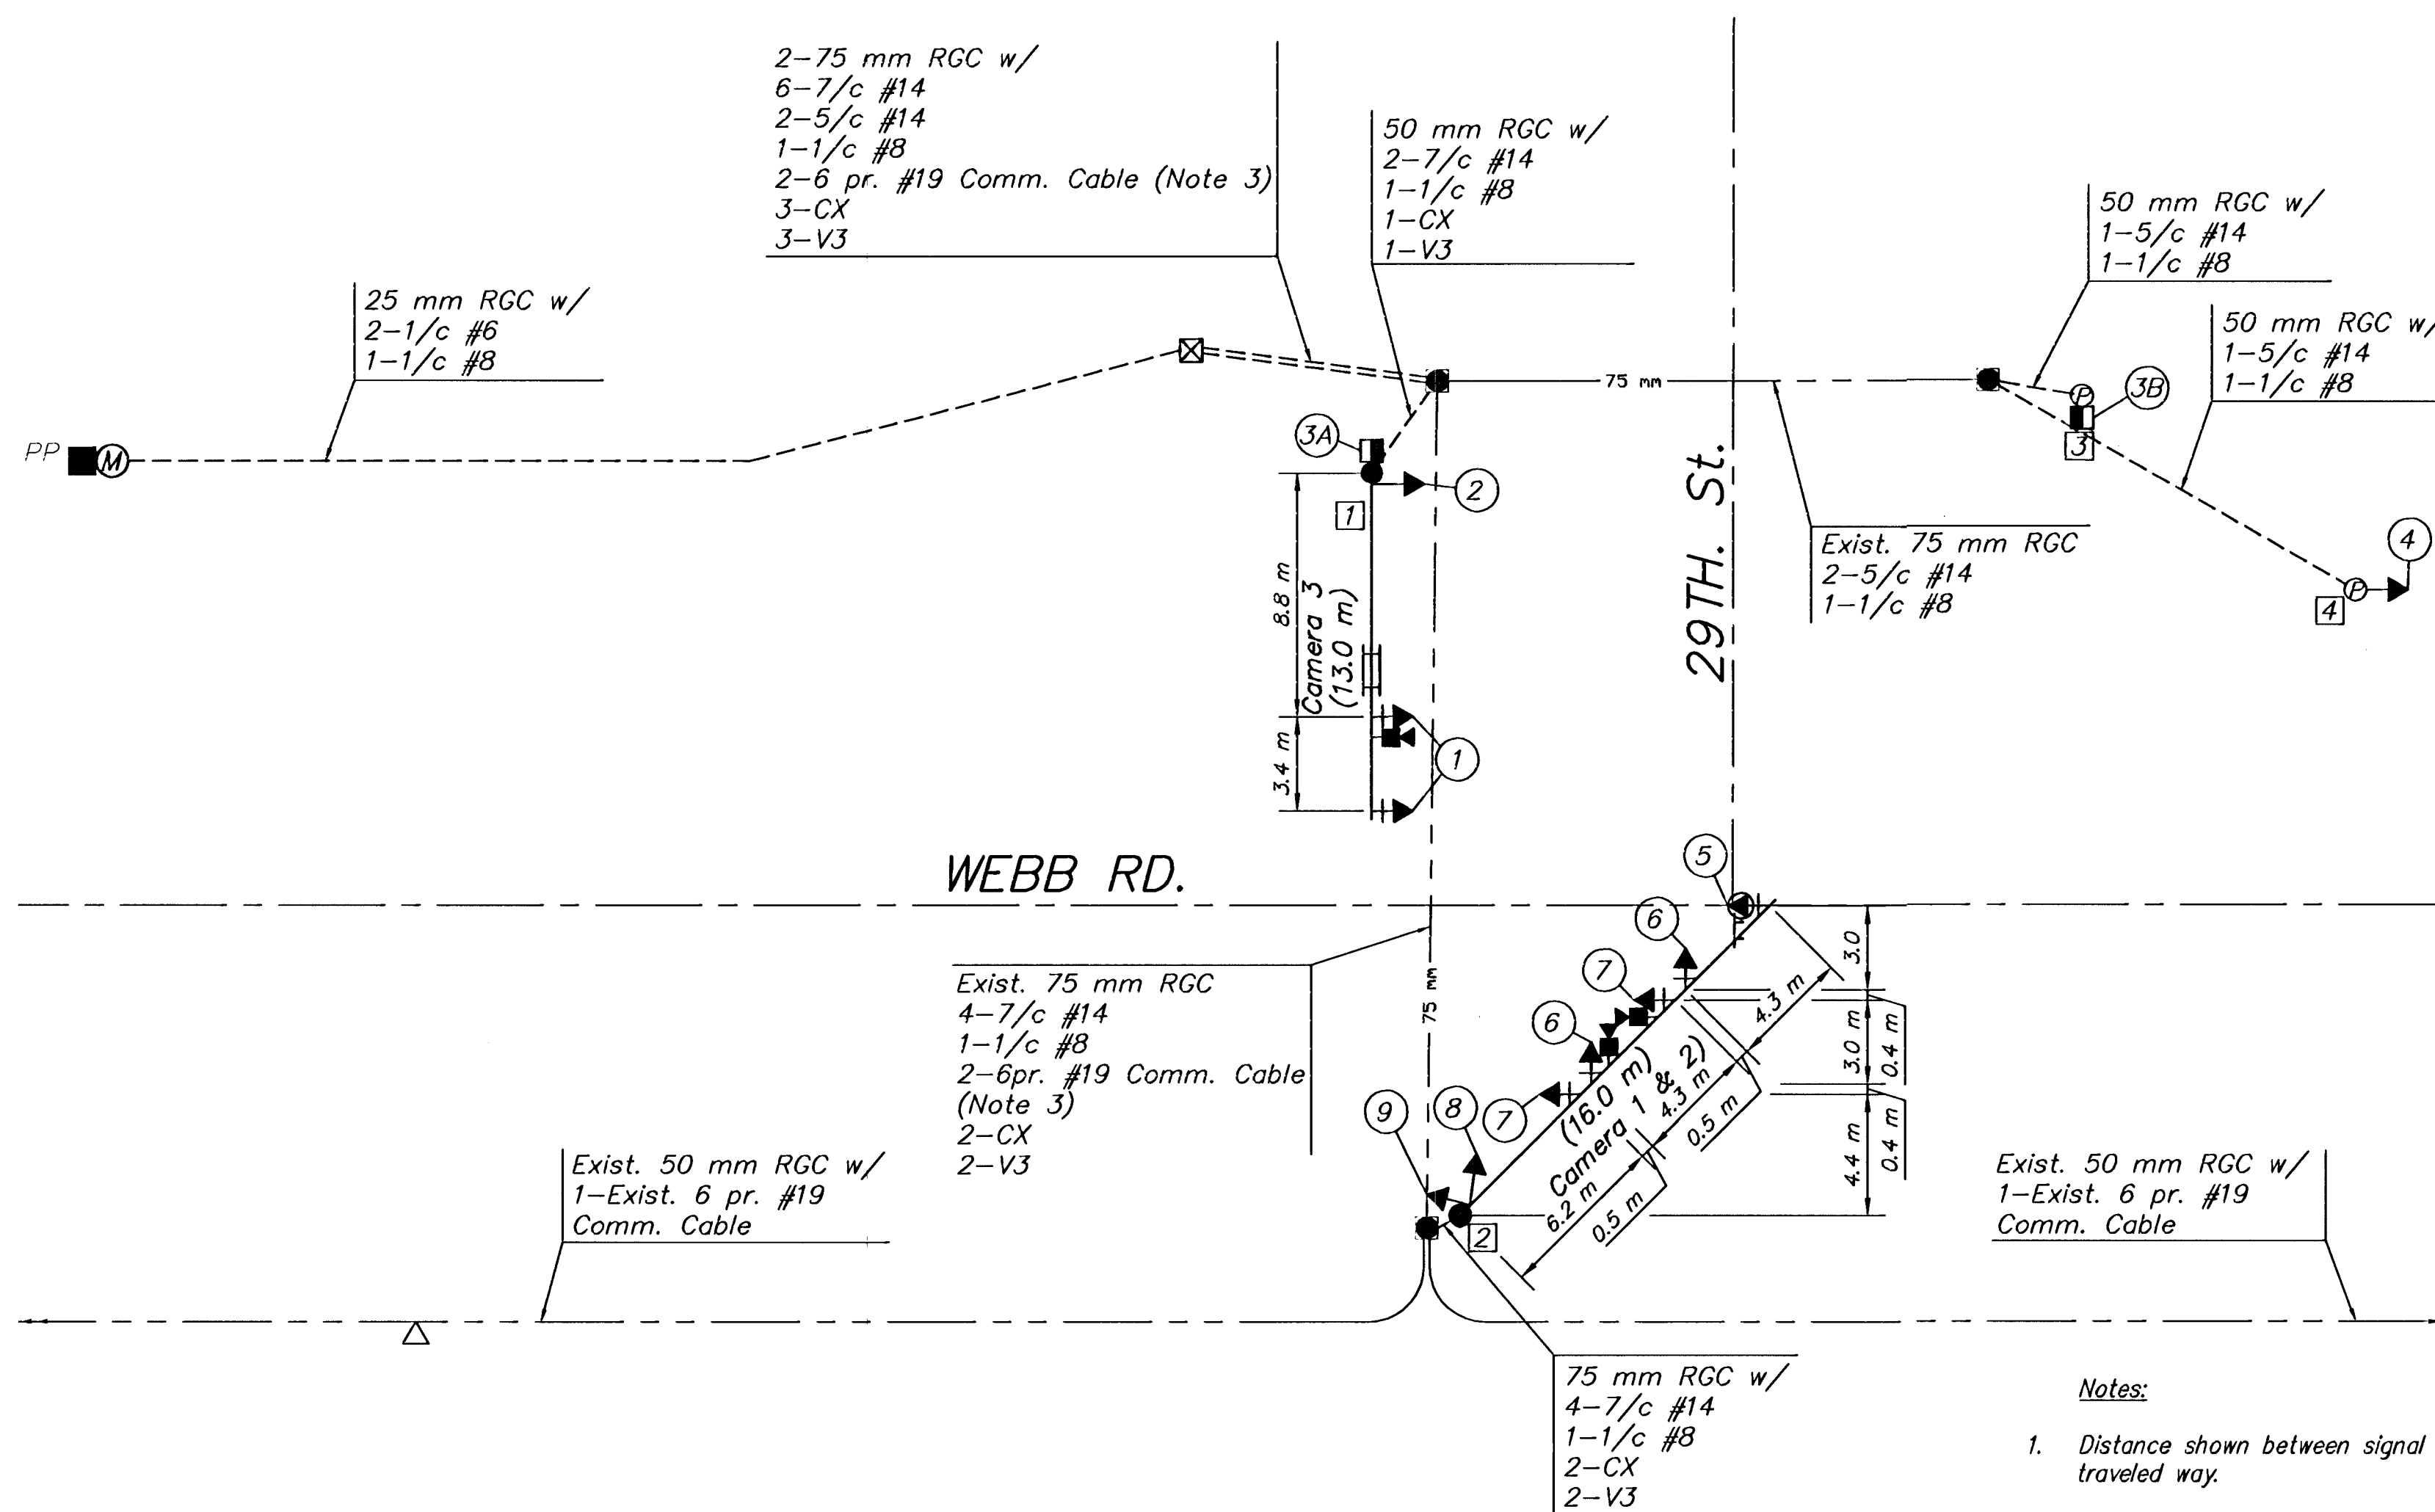 2-75 mm RGC w/
6-7/c #14
2-5/c #14
1-1/c #8
2-6 pr. #19 Comm. Cable (Note 3)
3-CX
3-V3
50 mm RGC w/
2-7/c #14
1-1/c #8
1-CX
1-V3
50 mm RGC w/
1-5/c #14
1-1/c #8
25 mm RGC w/
2-1/c #6
1-1/c #8
50 mm RGC w/
1-5/c #14
1-1/c #8
75 mm
P
3B
3
PP
M
3A
2
1
29TH. St.
Exist. 75 mm RGC
2-5/c #14
1-1/c #8
4
P
4
8.8 m
Camera 3
(13.0 m)
3.4 m
1
WEBB RD.
5
6
7
6
7
8
9
2
Exist. 75 mm RGC
4-7/c #14
1-1/c #8
2-6pr. #19 Comm. Cable
(Note 3)
2-CX
2-V3
75 mm
(16.0 m)
Camera 1 & 2)
4.3 m
4.3 m
0.5 m
6.2 m
0.5 m
3.0
3.0 m
0.4 m
4.4 m
0.4 m
Exist. 50 mm RGC w/
1-Exist. 6 pr. #19
Comm. Cable
Exist. 50 mm RGC w/
1-Exist. 6 pr. #19
Comm. Cable
75 mm RGC w/
4-7/c #14
1-1/c #8
2-CX
2-V3
Notes:
1. Distance shown between signal
traveled way.